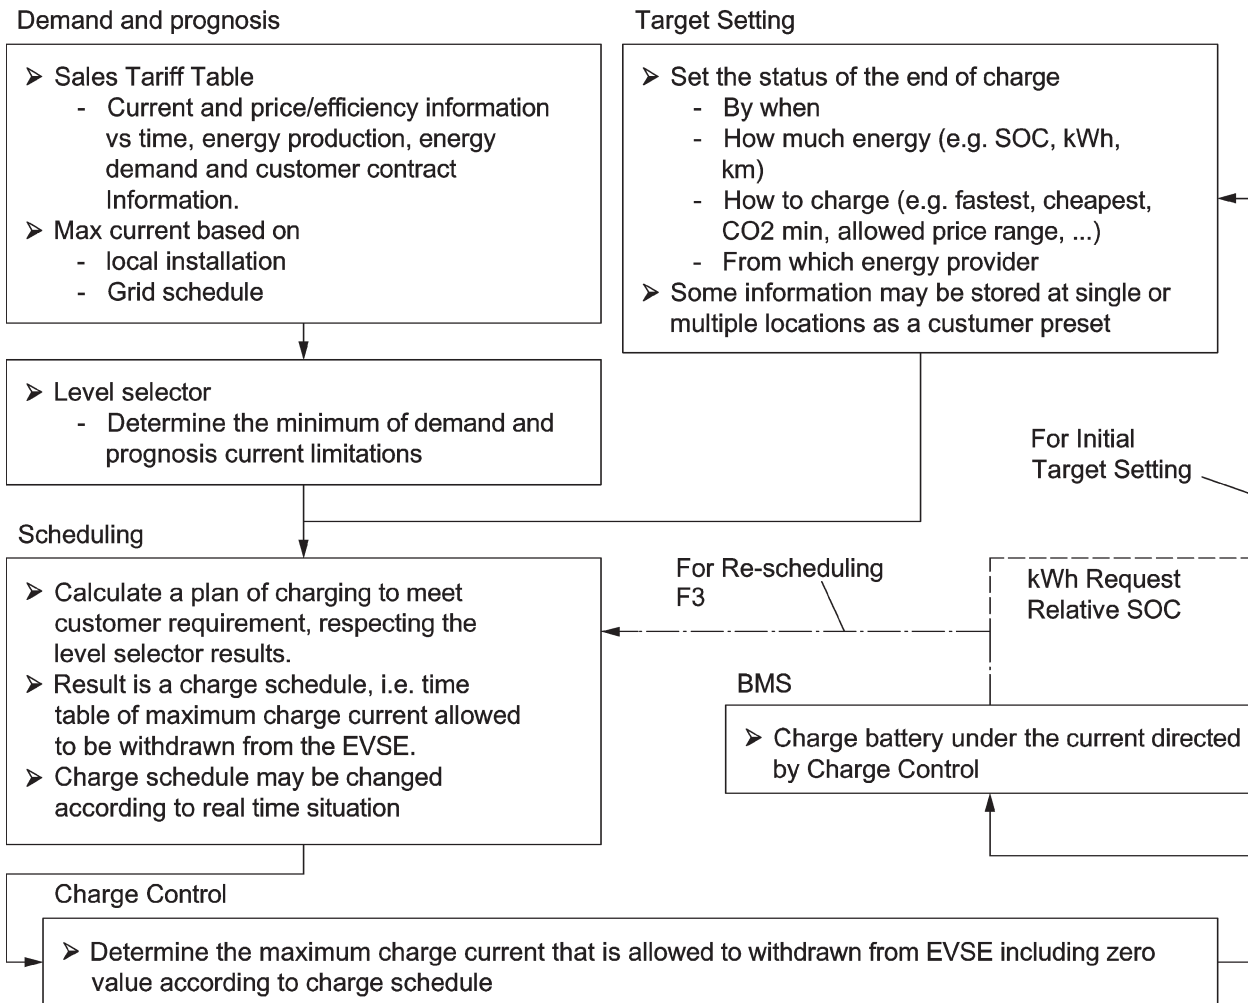 Demand and prognosis
➢ Sales Tariff Table
- Current and price/efficiency information
vs time, energy production, energy
demand and customer contract
Information.
➢ Max current based on
- local installation
- Grid schedule
Target Setting
➢ Set the status of the end of charge
- By when
- How much energy (e.g. SOC, kWh,
km)
- How to charge (e.g. fastest, cheapest,
CO2 min, allowed price range, ...)
- From which energy provider
➢ Some information may be stored at single or
multiple locations as a custumer preset
➢ Level selector
- Determine the minimum of demand and
prognosis current limitations
For Initial
Target Setting
Scheduling
➢ Calculate a plan of charging to meet
customer requirement, respecting the
level selector results.
➢ Result is a charge schedule, i.e. time
table of maximum charge current allowed
to be withdrawn from the EVSE.
➢ Charge schedule may be changed
according to real time situation
For Re-scheduling
F3
kWh Request
Relative SOC
BMS
➢ Charge battery under the current directed
by Charge Control
Charge Control
➢ Determine the maximum charge current that is allowed to withdrawn from EVSE including zero
value according to charge schedule